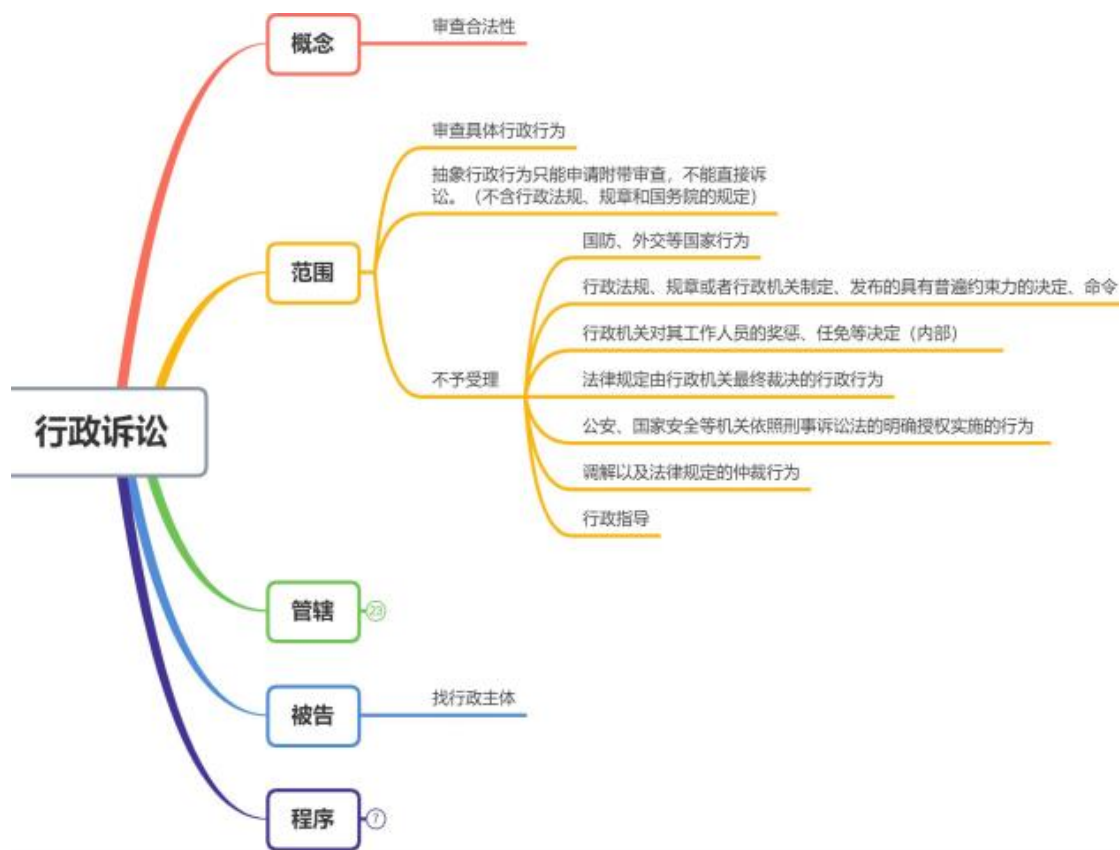 行政诉讼
概念
审查合法性
范围
审查具体行政行为
抽象行政行为只能申请附带审查，不能直接诉
讼。（不含行政法规、规章和国务院的规定）
不予受理
国防、外交等国家行为
行政法规、规章或者行政机关制定、发布的具有普遍约束力的决定、命令
行政机关对其工作人员的奖惩、任免等决定（内部）
法律规定由行政机关最终裁决的行政行为
公安、国家安全等机关依照刑事诉讼法的明确授权实施的行为
调解以及法律规定的仲裁行为
行政指导
管辖
23
被告
找行政主体
程序
7